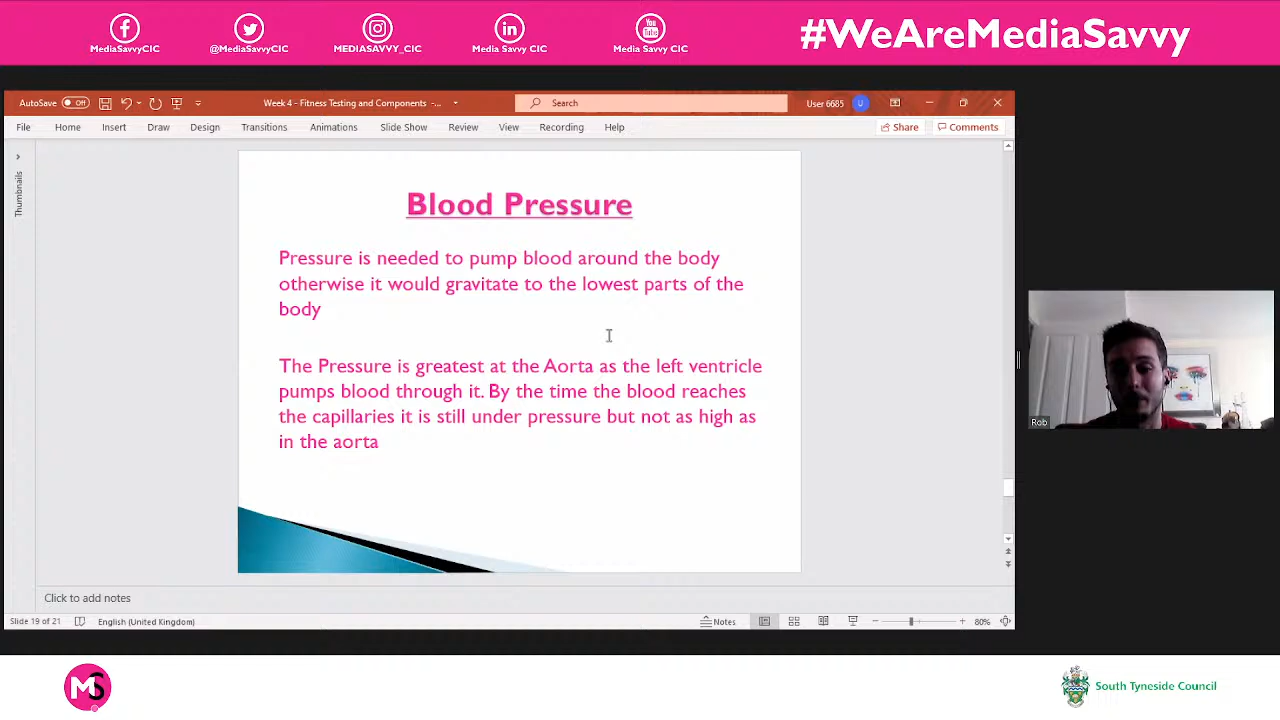 #WeAreMediaSavvy
MediaSavvyCIC
@MediaSavvyCIC
MEDIASAVVY_CIC
Media Savvy CIC
You
Tube
Media Savvy CIC
AutoSave Off
Week 4 - Fitness Testing and Components -...
Search
User 6685
U
File Home Insert Draw Design Transitions Animations Slide Show Review View Recording Help
Share
Comments
Thumbnails
Blood Pressure
Pressure is needed to pump blood around the body
otherwise it would gravitate to the lowest parts of the
body
The Pressure is greatest at the Aorta as the left ventricle
pumps blood through it. By the time the blood reaches
the capillaries it is still under pressure but not as high as
in the aorta
Rob
Click to add notes
Slide 19 of 21
English (United Kingdom)
Notes
80%
MS
South Tyneside Council